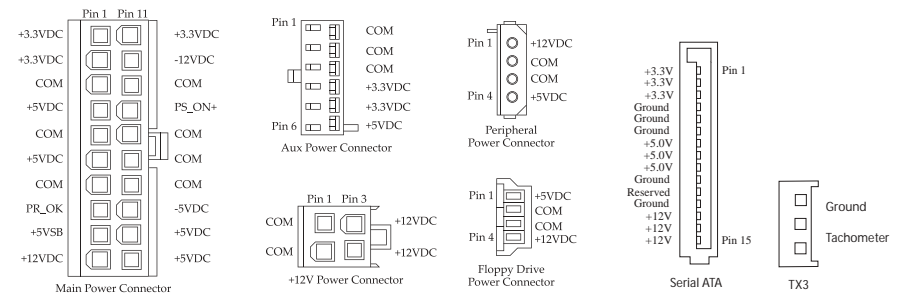 Pin 1 Pin 11
+3.3VDC +3.3VDC
+3.3VDC -12VDC
COM COM
+5VDC PS_ON+
COM COM
+5VDC COM
COM COM
PR_OK -5VDC
+5VSB +5VDC
+12VDC +5VDC
Main Power Connector
Pin 1 COM
COM
COM
+3.3VDC
+3.3VDC
Pin 6 +5VDC
Aux Power Connector
Pin 1 Pin 3
COM +12VDC
COM +12VDC
+12V Power Connector
Pin 1 +12VDC
COM
COM
Pin 4 +5VDC
Peripheral
Power Connector
Pin 1 +5VDC
COM
COM
Pin 4 +12VDC
Floppy Drive
Power Connector
+3.3V Pin 1
+3.3V
+3.3V
Ground
Ground
Ground
+5.0V
+5.0V
+5.0V
Ground
Reserved
Ground
+12V
+12V
+12V Pin 15
Serial ATA
Ground
Tachometer
TX3